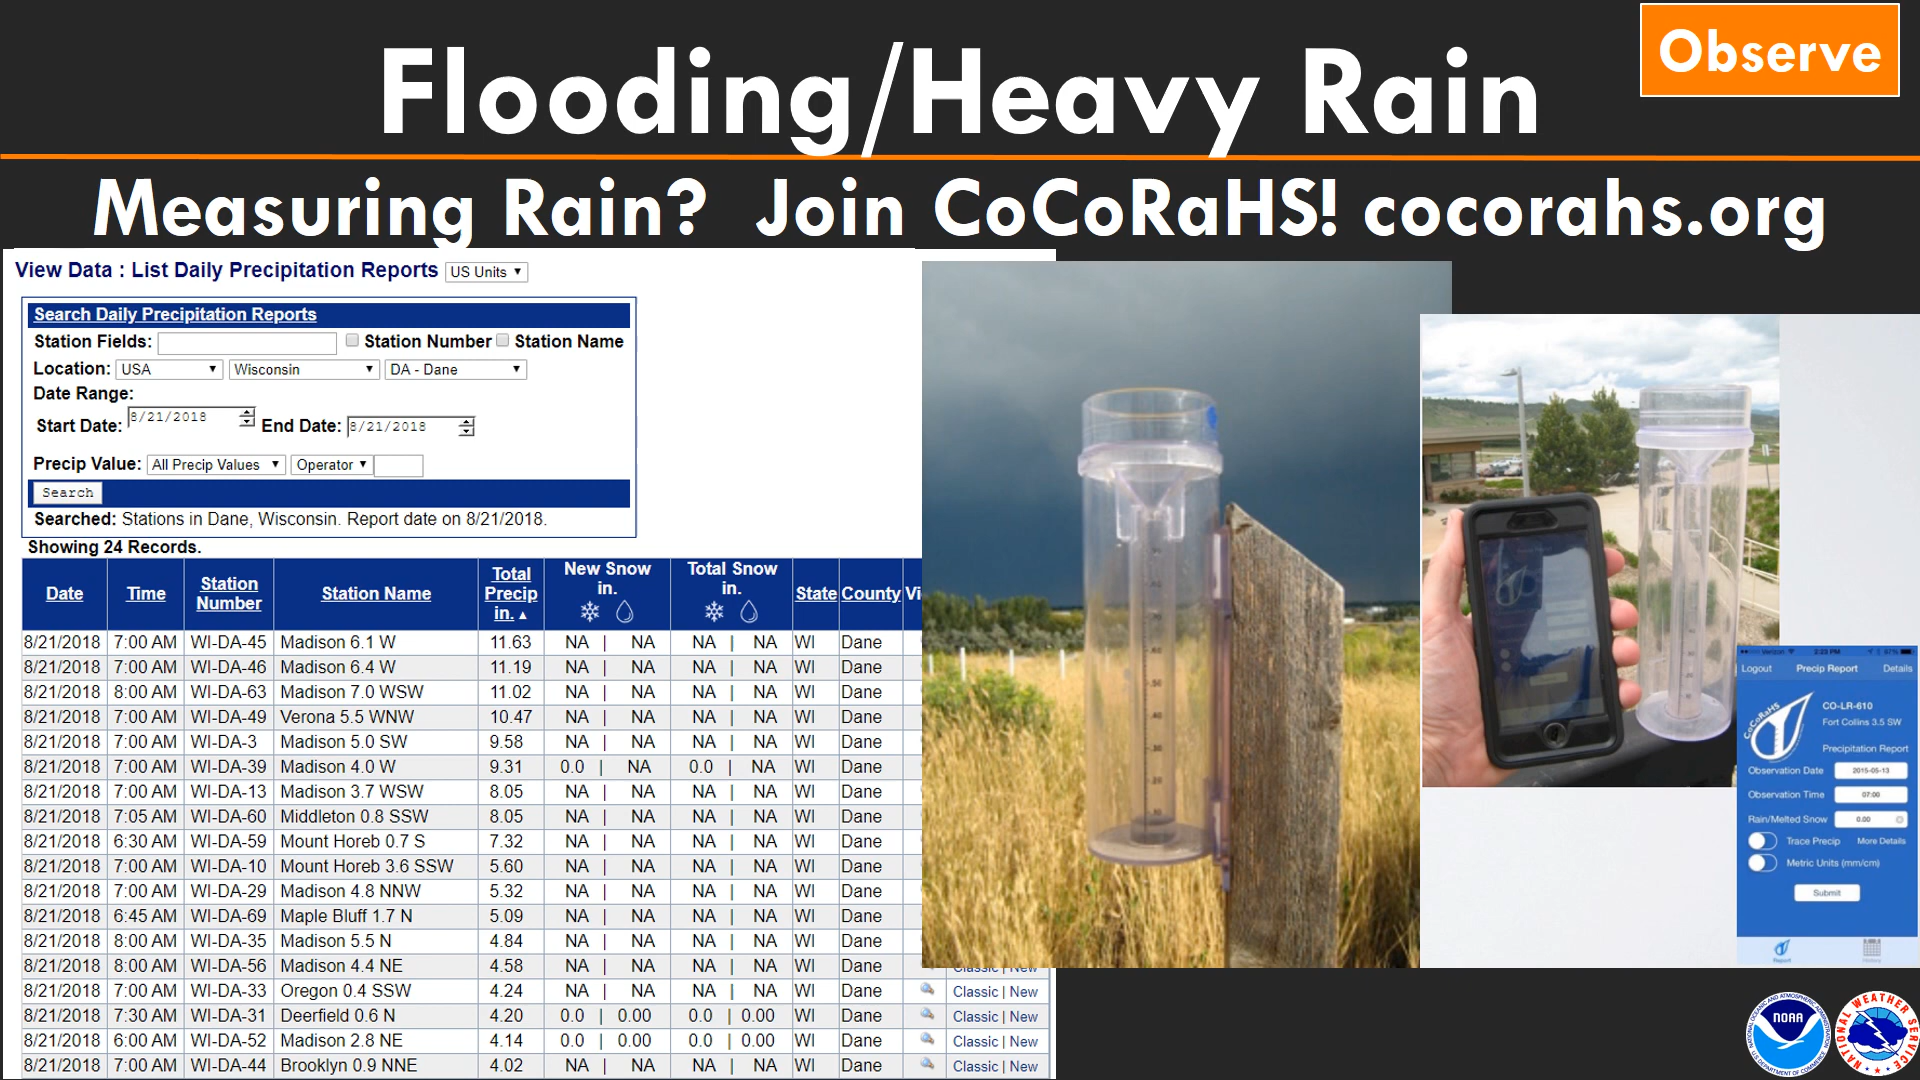 Observe
Flooding/Heavy Rain
Measuring Rain? Join CoCoRaHS! cocorahs.org
View Data : List Daily Precipitation Reports US Units
Search Daily Precipitation Reports
Station Fields: Station Number Station Name
Location: USA Wisconsin DA - Dane
Date Range:
Start Date: 8/21/2018 End Date: 8/21/2018
Precip Value: All Precip Values Operator
Search
Searched: Stations in Dane, Wisconsin. Report date on 8/21/2018.
Showing 24 Records.
Date Time Station Number Station Name Total Precip in. New Snow in. Total Snow in. State County Vi
8/21/2018 7:00 AM WI-DA-45 Madison 6.1 W 11.63 NA | NA NA | NA WI Dane
8/21/2018 7:00 AM WI-DA-46 Madison 6.4 W 11.19 NA | NA NA | NA WI Dane
8/21/2018 8:00 AM WI-DA-63 Madison 7.0 WSW 11.02 NA | NA NA | NA WI Dane
8/21/2018 7:00 AM WI-DA-49 Verona 5.5 WNW 10.47 NA | NA NA | NA WI Dane
8/21/2018 7:00 AM WI-DA-3 Madison 5.0 SW 9.58 NA | NA NA | NA WI Dane
8/21/2018 7:00 AM WI-DA-39 Madison 4.0 W 9.31 0.0 | NA 0.0 | NA WI Dane
8/21/2018 7:00 AM WI-DA-13 Madison 3.7 WSW 8.05 NA | NA NA | NA WI Dane
8/21/2018 7:05 AM WI-DA-60 Middleton 0.8 SSW 8.05 NA | NA NA | NA WI Dane
8/21/2018 6:30 AM WI-DA-59 Mount Horeb 0.7 S 7.32 NA | NA NA | NA WI Dane
8/21/2018 7:00 AM WI-DA-10 Mount Horeb 3.6 SSW 5.60 NA | NA NA | NA WI Dane
8/21/2018 7:00 AM WI-DA-29 Madison 4.8 NNW 5.32 NA | NA NA | NA WI Dane
8/21/2018 6:45 AM WI-DA-69 Maple Bluff 1.7 N 5.09 NA | NA NA | NA WI Dane
8/21/2018 8:00 AM WI-DA-35 Madison 5.5 N 4.84 NA | NA NA | NA WI Dane
8/21/2018 8:00 AM WI-DA-56 Madison 4.4 NE 4.58 NA | NA NA | NA WI Dane Classic | New
8/21/2018 7:00 AM WI-DA-33 Oregon 0.4 SSW 4.24 NA | NA NA | NA WI Dane Classic | New
8/21/2018 7:30 AM WI-DA-31 Deerfield 0.6 N 4.20 0.0 | 0.00 0.0 | 0.00 WI Dane Classic | New
8/21/2018 6:00 AM WI-DA-52 Madison 2.8 NE 4.14 0.0 | 0.00 0.0 | 0.00 WI Dane Classic | New
8/21/2018 7:00 AM WI-DA-44 Brooklyn 0.9 NNE 4.02 NA | NA NA | NA WI Dane Classic | New
.50
.40
.30
.20
Verizon 2:23 PM 97%
Logout Precip Report Details
CoCoRaHS
CO-LR-610
Fort Collins 3.5 SW
Precipitation Report
Observation Date 2015-05-13
Observation Time 07:00
Rain/Melted Snow 0.00
Trace Precip More Details
Metric Units (mm/cm)
Submit
Report History
NATIONAL OCEANIC AND ATMOSPHERIC ADMINISTRATION
NOAA
U.S. DEPARTMENT OF COMMERCE
NATIONAL WEATHER SERVICE